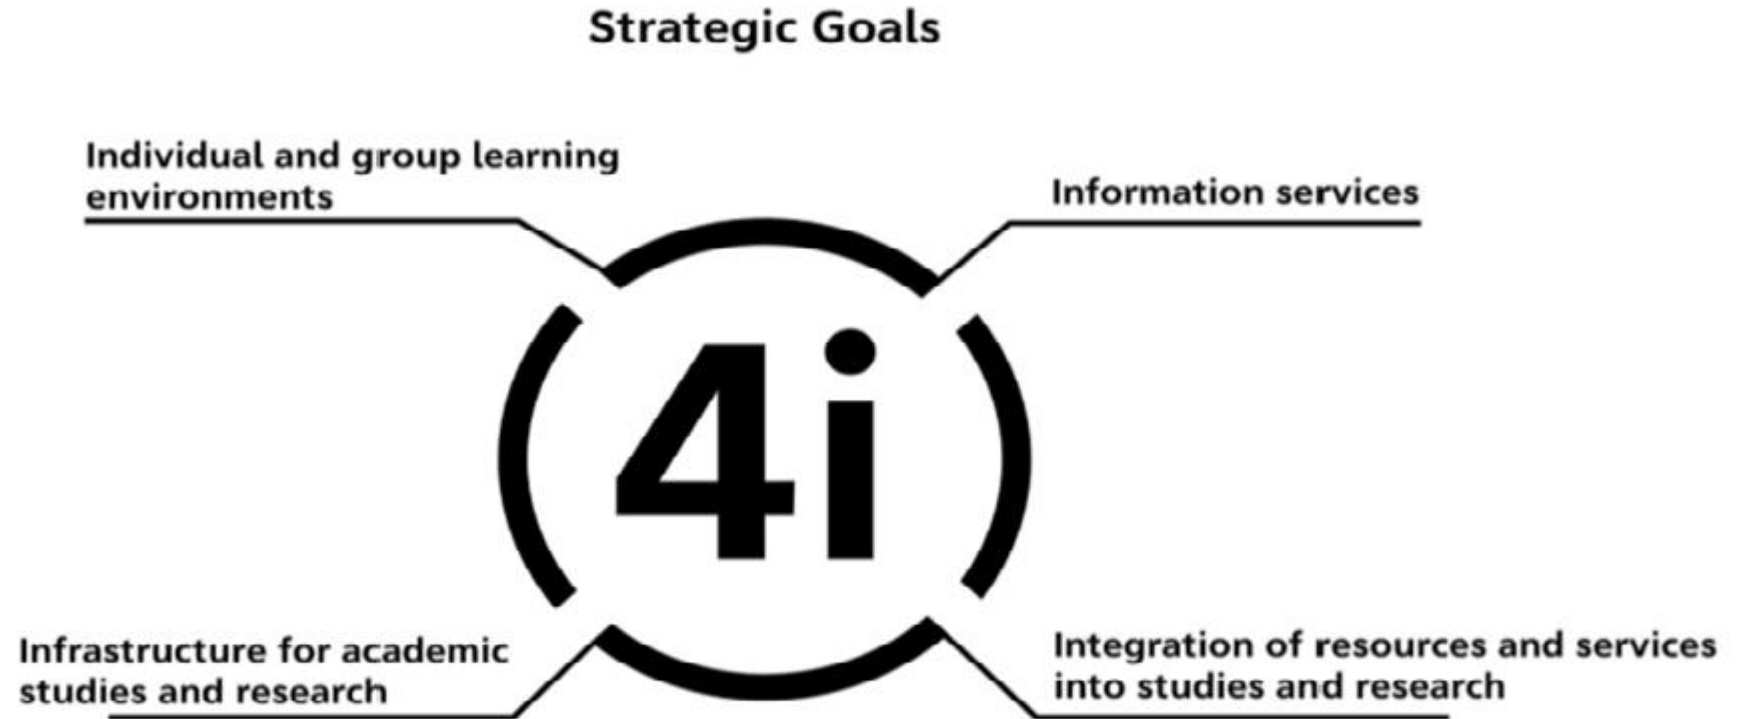 Strategic Goals
Individual and group learning
environments
Information services
4i
Infrastructure for academic
studies and research
Integration of resources and services
into studies and research